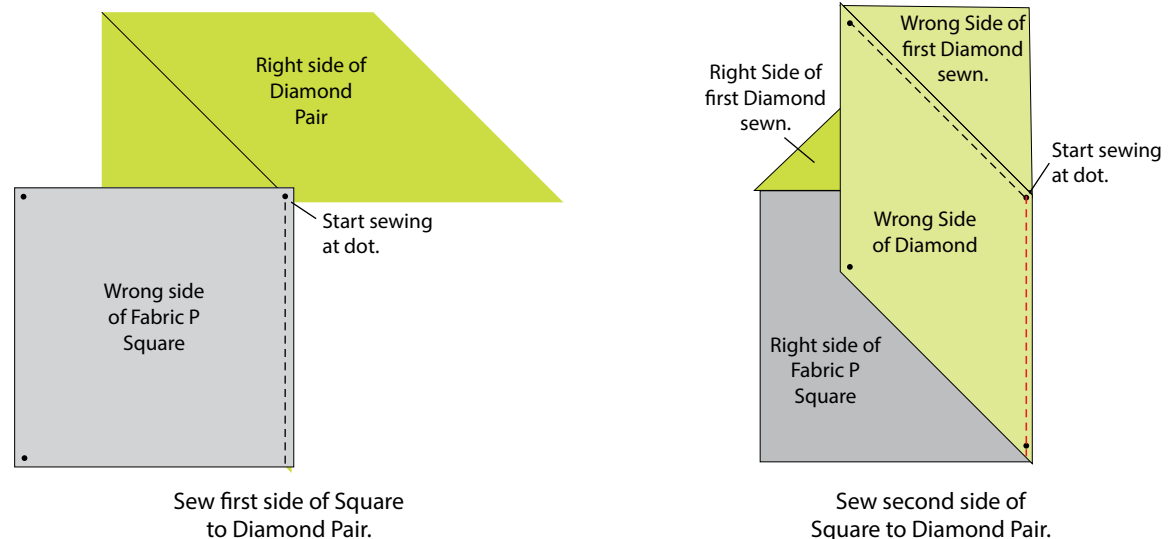 Right side of
Diamond
Pair
Start sewing
at dot.
Wrong side
of Fabric P
Square
Sew first side of Square
to Diamond Pair.
Wrong Side of
first Diamond
sewn.
Right Side of
first Diamond
sewn.
Start sewing
at dot.
Wrong Side
of Diamond
Right side of
Fabric P
Square
Sew second side of
Square to Diamond Pair.